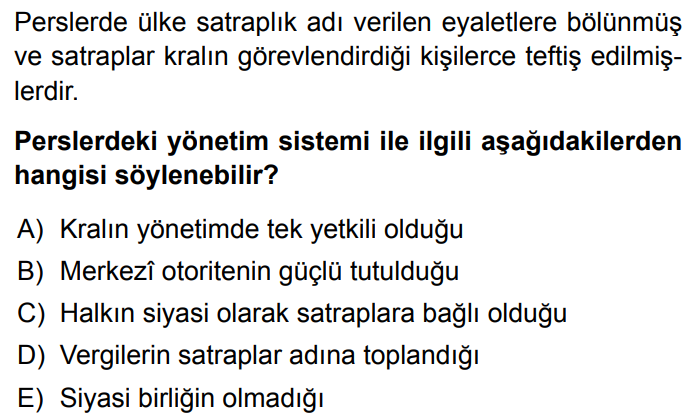 Perslerde ülke satraplık adı verilen eyaletlere bölünmüş
ve satraplar kralın görevlendirdiği kişilerce teftiş edilmiş-
lerdir.
Perslerdeki yönetim sistemi ile ilgili aşağıdakilerden
hangisi söylenebilir?
A) Kralın yönetimde tek yetkili olduğu
B) Merkezî otoritenin güçlü tutulduğu
C) Halkın siyasi olarak satraplara bağlı olduğu
D) Vergilerin satraplar adına toplandığı
E) Siyasi birliğin olmadığı